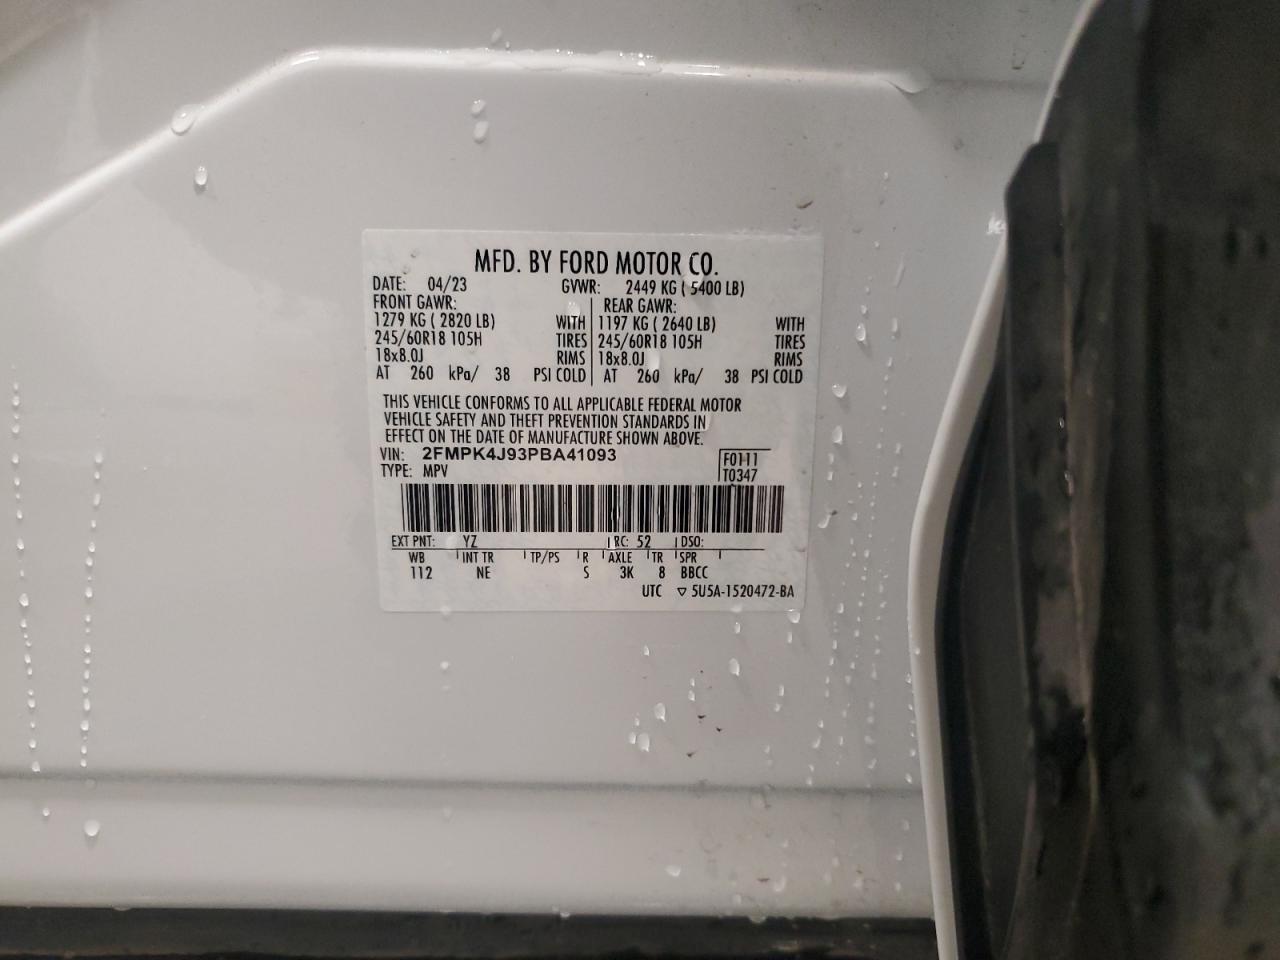 MFD. BY FORD MOTOR CO.
DATE: 04/23 GVWR: 2449 KG ( 5400 LB)
FRONT GAWR: REAR GAWR:
1279 KG ( 2820 LB) WITH 1197 KG ( 2640 LB) WITH
245/60R18 105H TIRES 245/60R18 105H TIRES
18x8.0J RIMS 18x8.0J RIMS
AT 260 kPa/ 38 PSI COLD AT 260 kPa/ 38 PSI COLD
THIS VEHICLE CONFORMS TO ALL APPLICABLE FEDERAL MOTOR
VEHICLE SAFETY AND THEFT PREVENTION STANDARDS IN
EFFECT ON THE DATE OF MANUFACTURE SHOWN ABOVE.
VIN: 2FMPK4J93PBA41093 F0111
TYPE: MPV T0347
EXT PNT: YZ RC: 52 DSO:
WB INT TR TP/PS R AXLE TR SPR
112 NE S 3K 8 BBCC
UTC ▽ 5U5A-1520472-BA